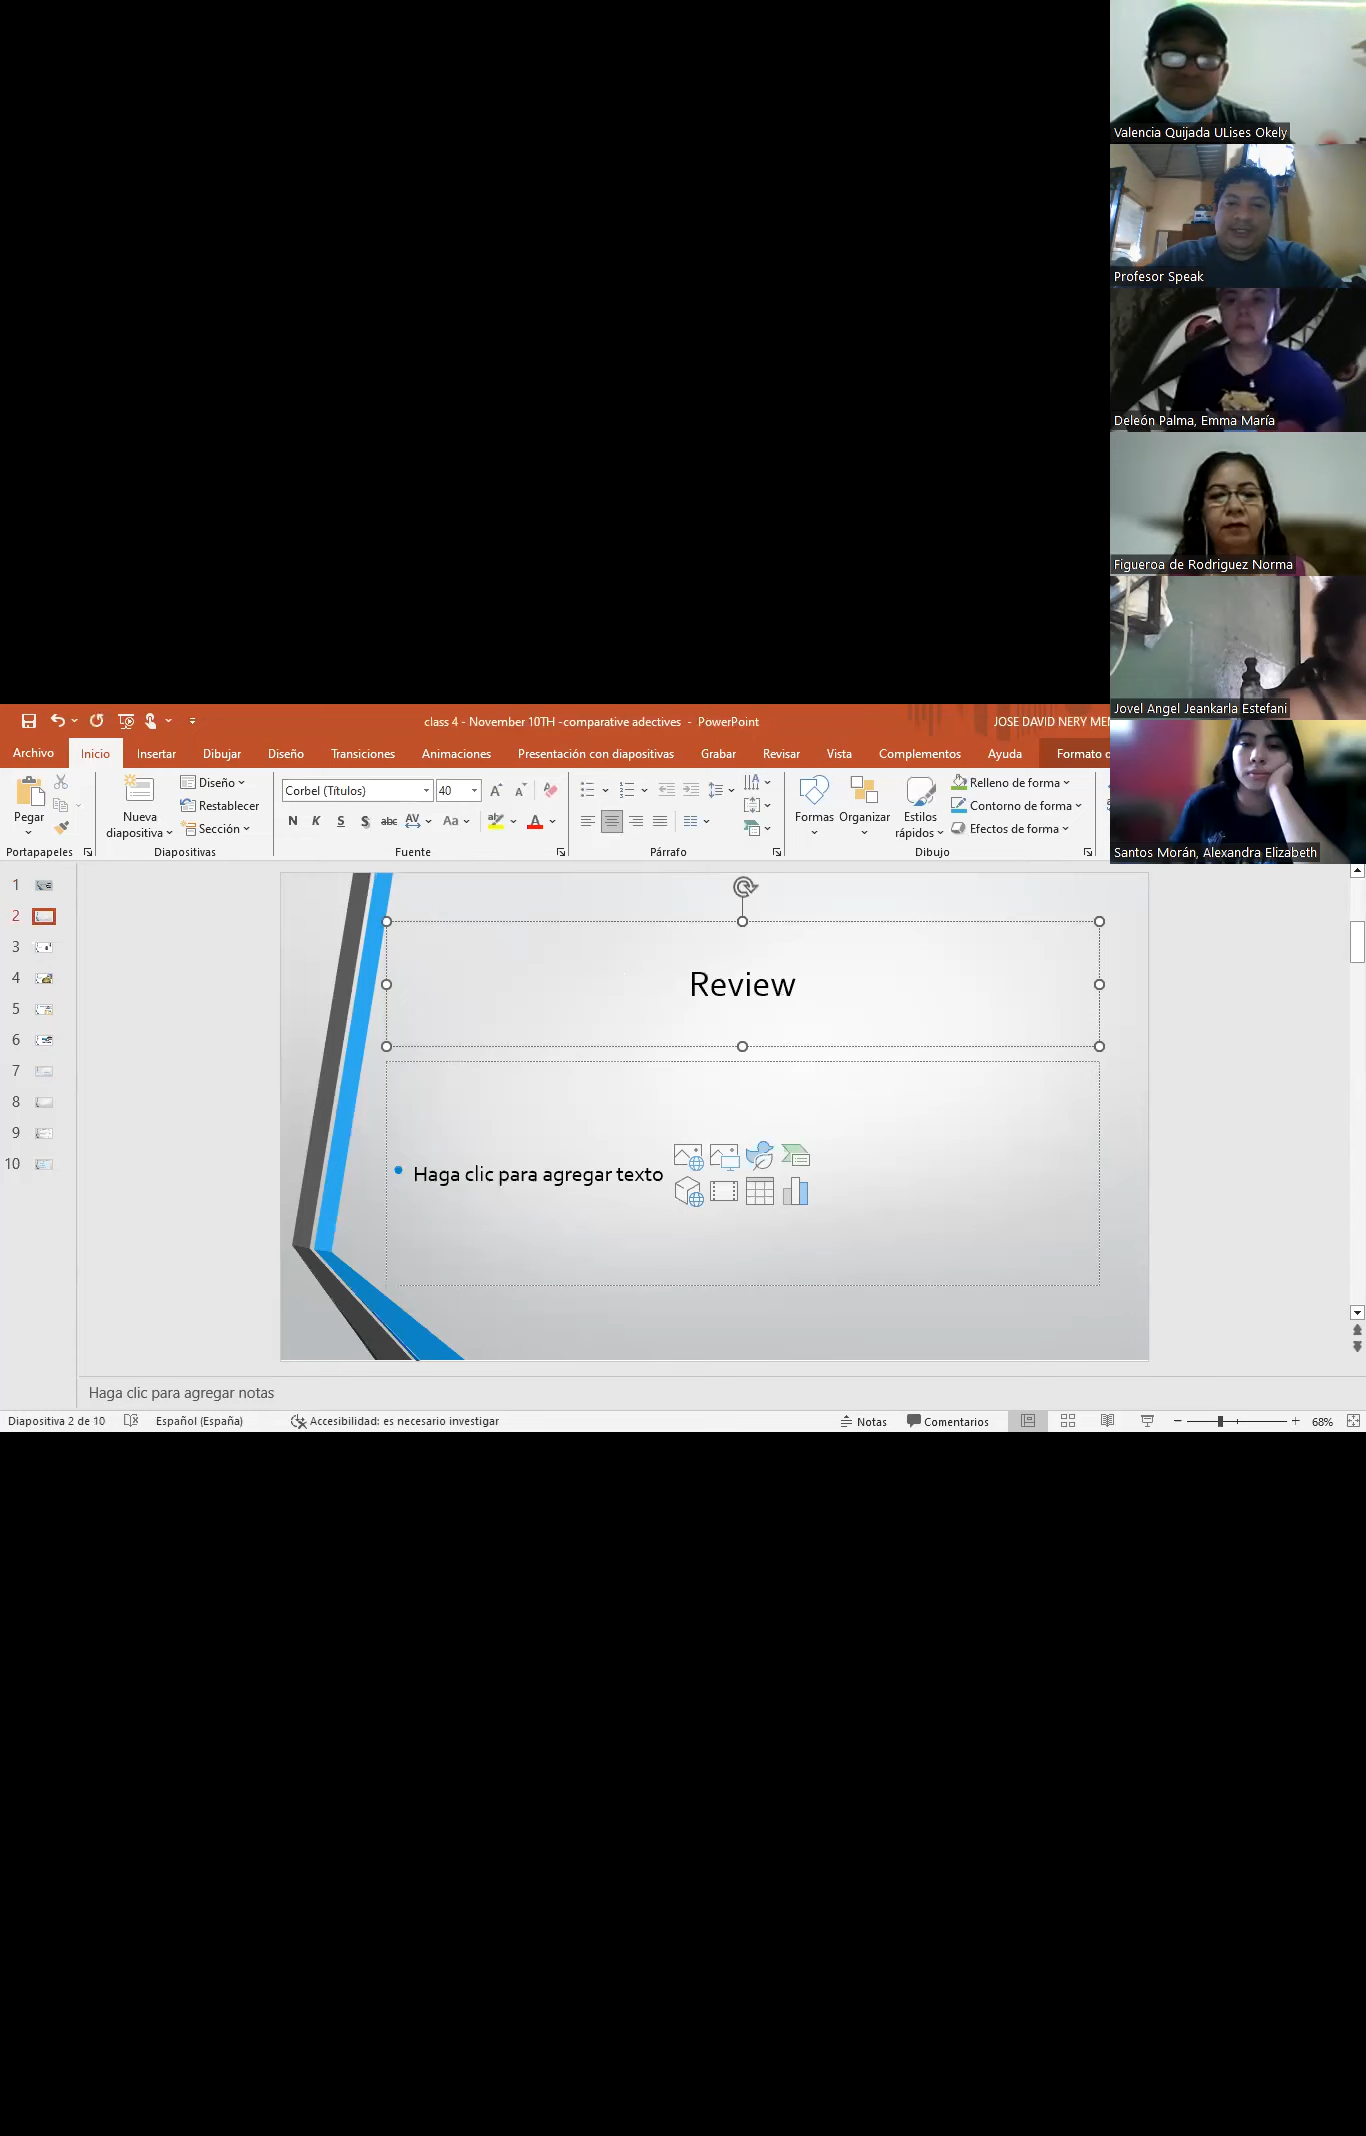 Valencia Quijada ULises Okely
Profesor Speak
Deleón Palma, Emma María
Figueroa de Rodriguez Norma
Jovel Angel Jeankarla Estefani
Santos Morán, Alexandra Elizabeth
class 4 - November 10TH -comparative adectives - PowerPoint
JOSE DAVID NERY MEN
Archivo Inicio Insertar Dibujar Diseño Transiciones Animaciones Presentación con diapositivas Grabar Revisar Vista Complementos Ayuda Formato
Pegar
Portapapeles
Nueva diapositiva
Diseño
Restablecer
Sección
Diapositivas
Corbel (Títulos) 40
N K S S abc AV Aa A
Fuente
Párrafo
Formas Organizar Estilos rápidos
Relleno de forma
Contorno de forma
Efectos de forma
Dibujo
1
2
3
4
5
6
7
8
9
10
Review
Haga clic para agregar texto
Haga clic para agregar notas
Diapositiva 2 de 10 Español (España) Accesibilidad: es necesario investigar Notas Comentarios 68%